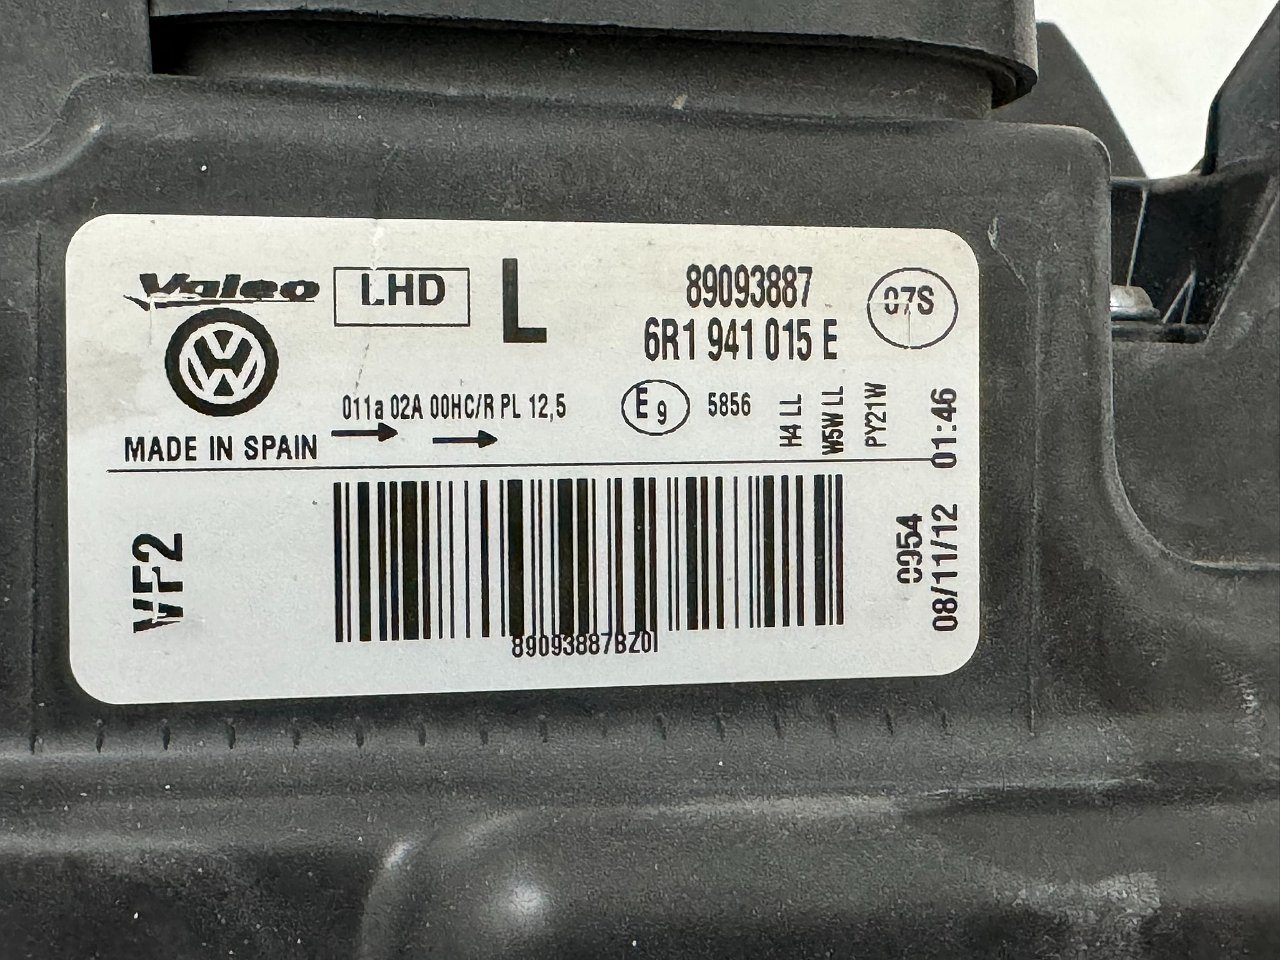 Valeo
LHD
L
89093887
6R1 941 015 E
07S
011a 02A 00HC/R PL 12,5
E9
5856
H4 LL
W5W LL
PY21W
01:46
MADE IN SPAIN
VF2
0954
08/11/12
89093887BZ0I